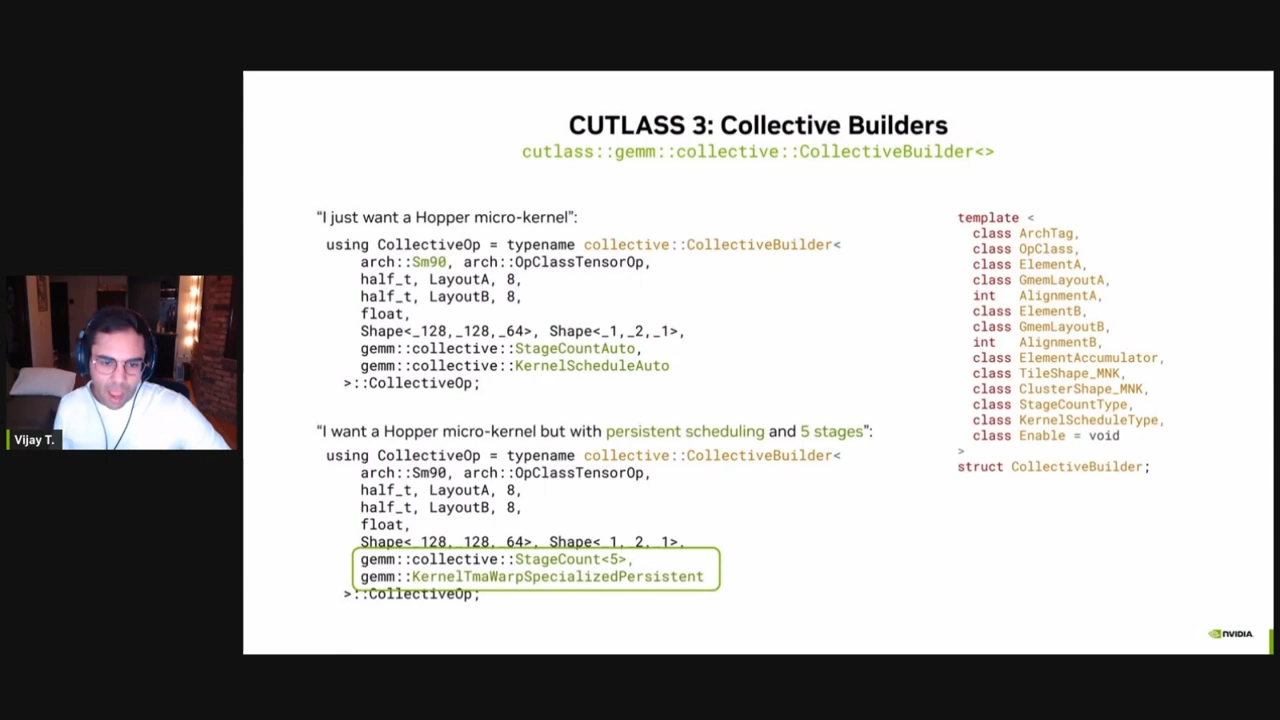 CUTLASS 3: Collective Builders
cutlass::gemm::collective::CollectiveBuilder<>
“I just want a Hopper micro-kernel”:
using CollectiveOp = typename collective::CollectiveBuilder<
arch::Sm90, arch::OpClassTensorOp,
half_t, LayoutA, 8,
half_t, LayoutB, 8,
float,
Shape<_128,_128,_64>, Shape<_1,_2,_1>,
gemm::collective::StageCountAuto,
gemm::collective::KernelScheduleAuto
>::CollectiveOp;
“I want a Hopper micro-kernel but with persistent scheduling and 5 stages”:
using CollectiveOp = typename collective::CollectiveBuilder<
arch::Sm90, arch::OpClassTensorOp,
half_t, LayoutA, 8,
half_t, LayoutB, 8,
float,
Shape<_128,_128,_64>, Shape<_1,_2,_1>,
gemm::collective::StageCount<5>,
gemm::KernelTmaWarpSpecializedPersistent
>::CollectiveOp;
template <
class ArchTag,
class OpClass,
class ElementA,
class GmemLayoutA,
int AlignmentA,
class ElementB,
class GmemLayoutB,
int AlignmentB,
class ElementAccumulator,
class TileShape_MNK,
class ClusterShape_MNK,
class StageCountType,
class KernelScheduleType,
class Enable = void
>
struct CollectiveBuilder;
Vijay T.
NVIDIA.